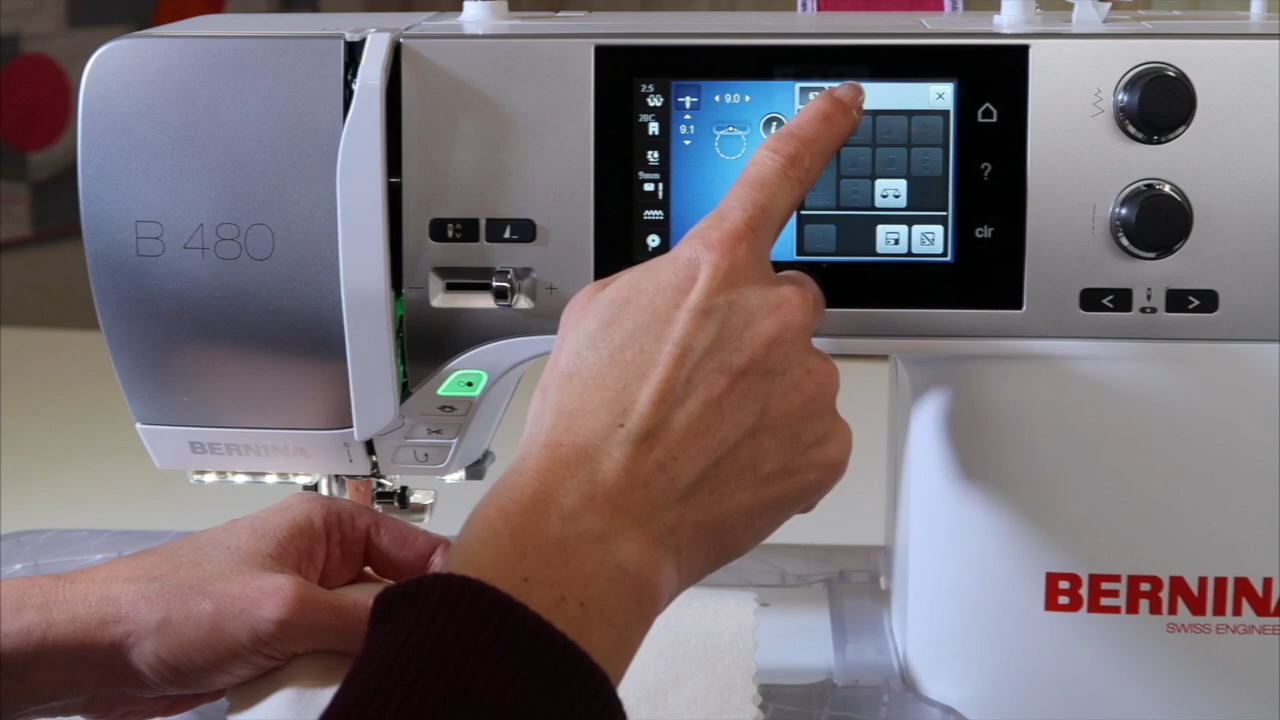 2.5
9.0
20C
9.1
i
9mm
?
clr
B 480
- +
< >
BERNINA
BERNINA
SWISS ENGINEE